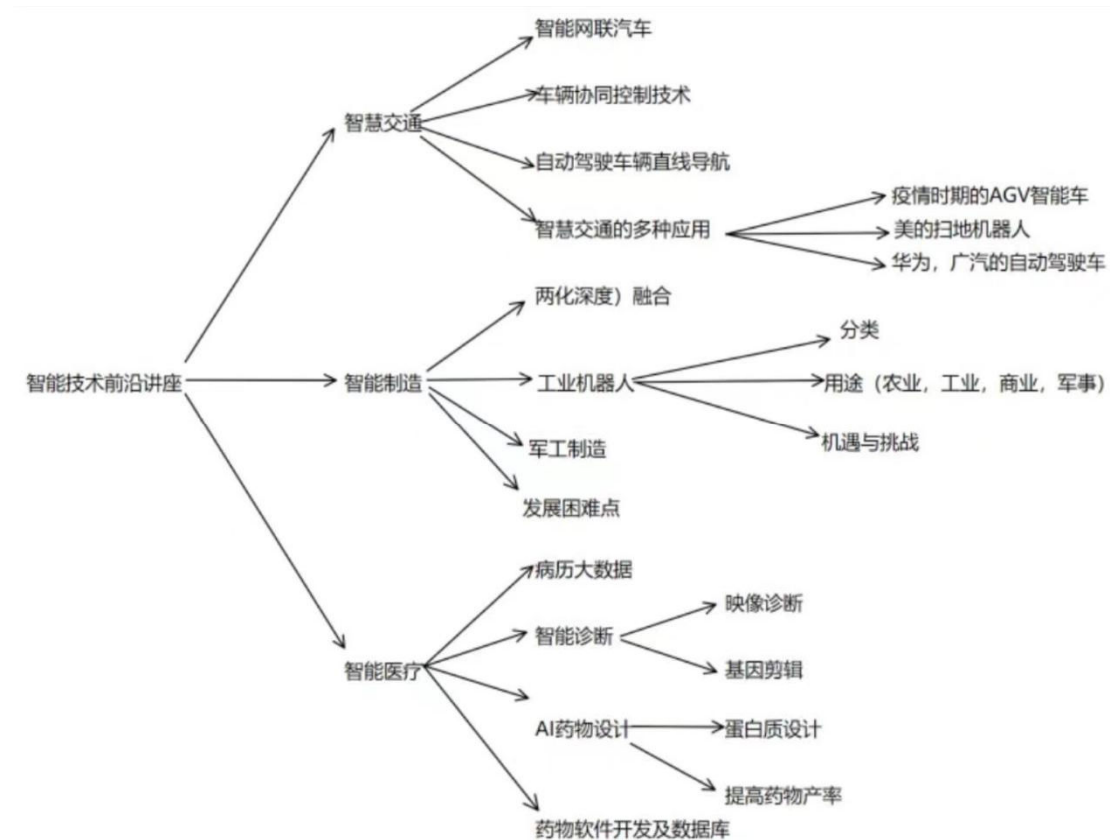 智能技术前沿讲座
智慧交通
智能网联汽车
车辆协同控制技术
自动驾驶车辆直线导航
智慧交通的多种应用
疫情时期的AGV智能车
美的扫地机器人
华为，广汽的自动驾驶车
智能制造
两化深度）融合
工业机器人
分类
用途（农业，工业，商业，军事）
机遇与挑战
军工制造
发展困难点
智能医疗
病历大数据
智能诊断
映像诊断
基因剪辑
AI药物设计
蛋白质设计
提高药物产率
药物软件开发及数据库